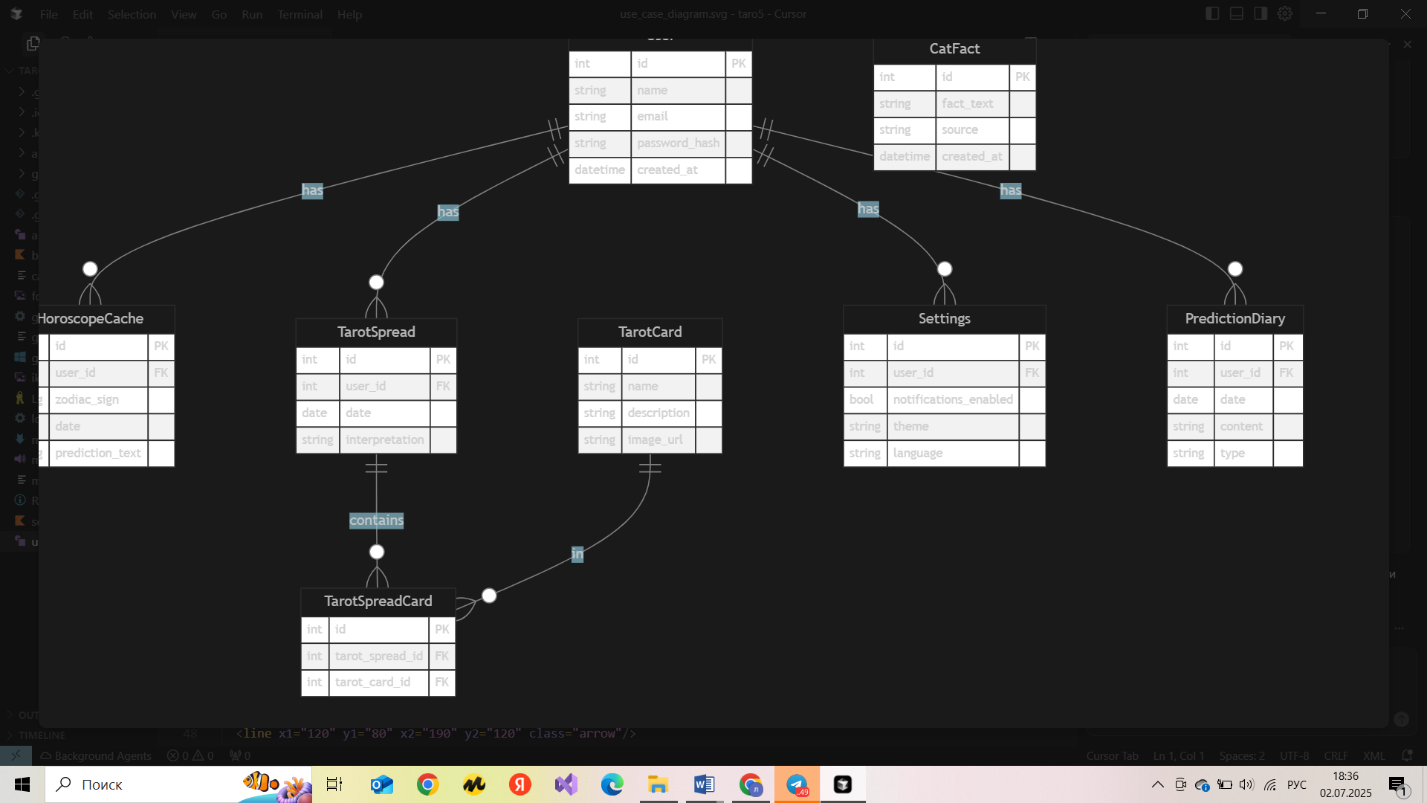 File Edit Selection View Go Run Terminal Help
use_case_diagram.svg - taro5 - Cursor
int id PK
string name
string email
string password_hash
datetime created_at
CatFact
int id PK
string fact_text
string source
datetime created_at
has
has
has
has
HoroscopeCache
id PK
user_id FK
zodiac_sign
date
prediction_text
TarotSpread
int id PK
int user_id FK
date date
string interpretation
TarotCard
int id PK
string name
string description
string image_url
Settings
int id PK
int user_id FK
bool notifications_enabled
string theme
string language
PredictionDiary
int id PK
int user_id FK
date date
string content
string type
contains
in
TarotSpreadCard
int id PK
int tarot_spread_id FK
int tarot_card_id FK
TIMELINE
48 <line x1="120" y1="80" x2="190" y2="120" class="arrow"/>
Background Agents 0 0 0
Cursor Tab Ln 1, Col 1 Spaces: 2 UTF-8 CRLF XML
Поиск
49
РУС
18:36
02.07.2025
1